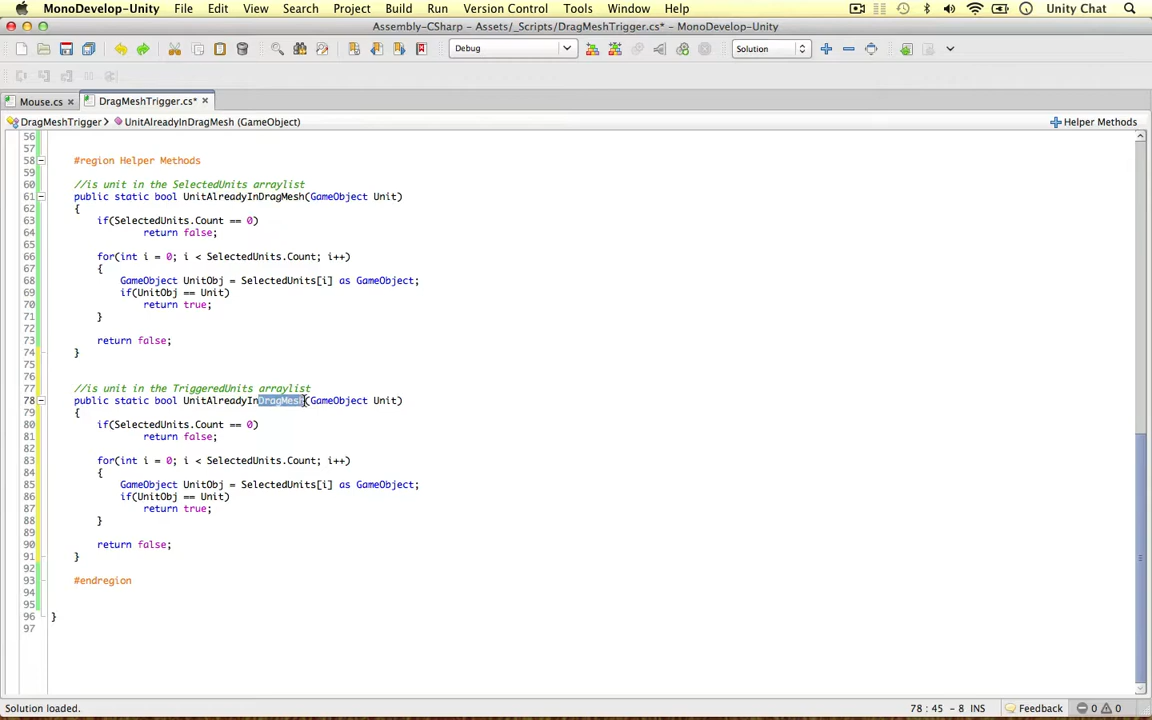 MonoDevelop-Unity File Edit View Search Project Build Run Version Control Tools Window Help Unity Chat
Assembly-CSharp - Assets/_Scripts/DragMeshTrigger.cs* - MonoDevelop-Unity
Debug Solution
Mouse.cs × DragMeshTrigger.cs* ×
DragMeshTrigger > UnitAlreadyInDragMesh (GameObject) Helper Methods
56
57
58 #region Helper Methods
59
60 //is unit in the SelectedUnits arraylist
61 public static bool UnitAlreadyInDragMesh(GameObject Unit)
62 {
63 if(SelectedUnits.Count == 0)
64 return false;
65
66 for(int i = 0; i < SelectedUnits.Count; i++)
67 {
68 GameObject UnitObj = SelectedUnits[i] as GameObject;
69 if(UnitObj == Unit)
70 return true;
71 }
72
73 return false;
74 }
75
76
77 //is unit in the TriggeredUnits arraylist
78 public static bool UnitAlreadyInDragMesh(GameObject Unit)
79 {
80 if(SelectedUnits.Count == 0)
81 return false;
82
83 for(int i = 0; i < SelectedUnits.Count; i++)
84 {
85 GameObject UnitObj = SelectedUnits[i] as GameObject;
86 if(UnitObj == Unit)
87 return true;
88 }
89
90 return false;
91 }
92
93 #endregion
94
95
96 }
97
Solution loaded. 78 : 45 - 8 INS Feedback 0 0